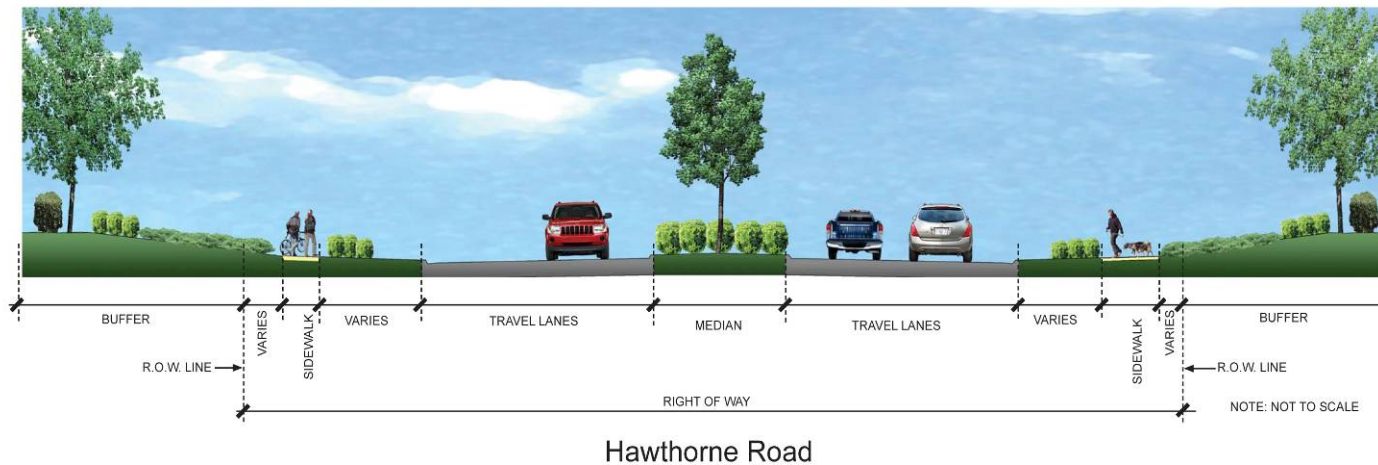 BUFFER
VARIES
SIDEWALK
VARIES
TRAVEL LANES
MEDIAN
TRAVEL LANES
VARIES
SIDEWALK
VARIES
BUFFER
R.O.W. LINE
R.O.W. LINE
RIGHT OF WAY
NOTE: NOT TO SCALE
Hawthorne Road